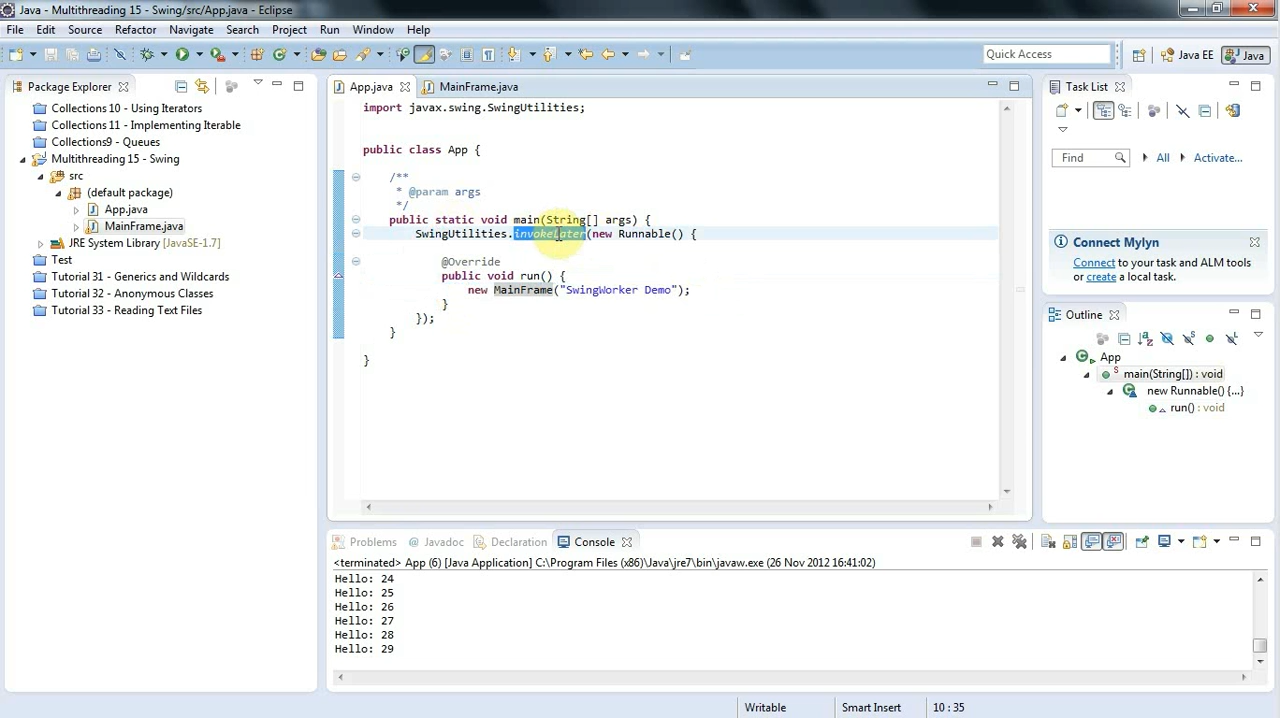 Java - Multithreading 15 - Swing/src/App.java - Eclipse
File Edit Source Refactor Navigate Search Project Run Window Help
Quick Access
Java EE
Java
Package Explorer
Collections 10 - Using Iterators
Collections 11 - Implementing Iterable
Collections9 - Queues
Multithreading 15 - Swing
src
(default package)
App.java
MainFrame.java
JRE System Library [JavaSE-1.7]
Test
Tutorial 31 - Generics and Wildcards
Tutorial 32 - Anonymous Classes
Tutorial 33 - Reading Text Files
App.java
MainFrame.java
import javax.swing.SwingUtilities;
public class App {
/**
* @param args
*/
public static void main(String[] args) {
SwingUtilities.invokeLater(new Runnable() {
@Override
public void run() {
new MainFrame("SwingWorker Demo");
}
});
}
}
Task List
Find
All
Activate...
Connect Mylyn
Connect to your task and ALM tools
or create a local task.
Outline
App
main(String[]) : void
new Runnable() {...}
run() : void
Problems
Javadoc
Declaration
Console
<terminated> App (6) [Java Application] C:\Program Files (x86)\Java\jre7\bin\javaw.exe (26 Nov 2012 16:41:02)
Hello: 24
Hello: 25
Hello: 26
Hello: 27
Hello: 28
Hello: 29
Writable
Smart Insert
10 : 35